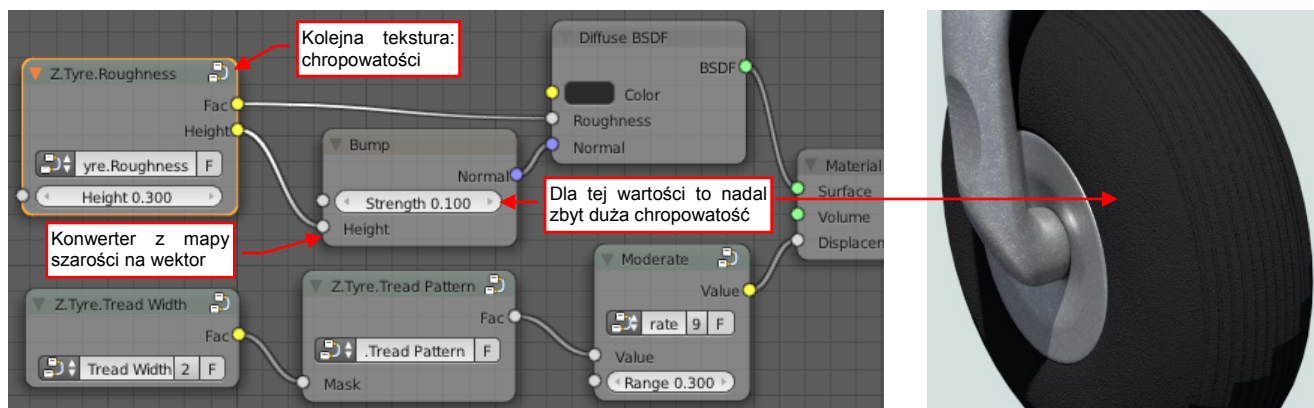 Kolejna tekstura:
chropowatości
Z.Tyre.Roughness
Fac
Height
yre.Roughness F
Height 0.300
Konwerter z mapy
szarości na wektor
Bump
Normal
Strength 0.100
Height
Diffuse BSDF
BSDF
Color
Roughness
Normal
Dla tej wartości to nadal
zbyt duża chropowatość
Material
Surface
Volume
Displacen
Z.Tyre.Tread Width
Fac
Tread Width 2 F
Z.Tyre.Tread Pattern
Fac
.Tread Pattern F
Mask
Moderate
Value
rate 9 F
Value
Range 0.300